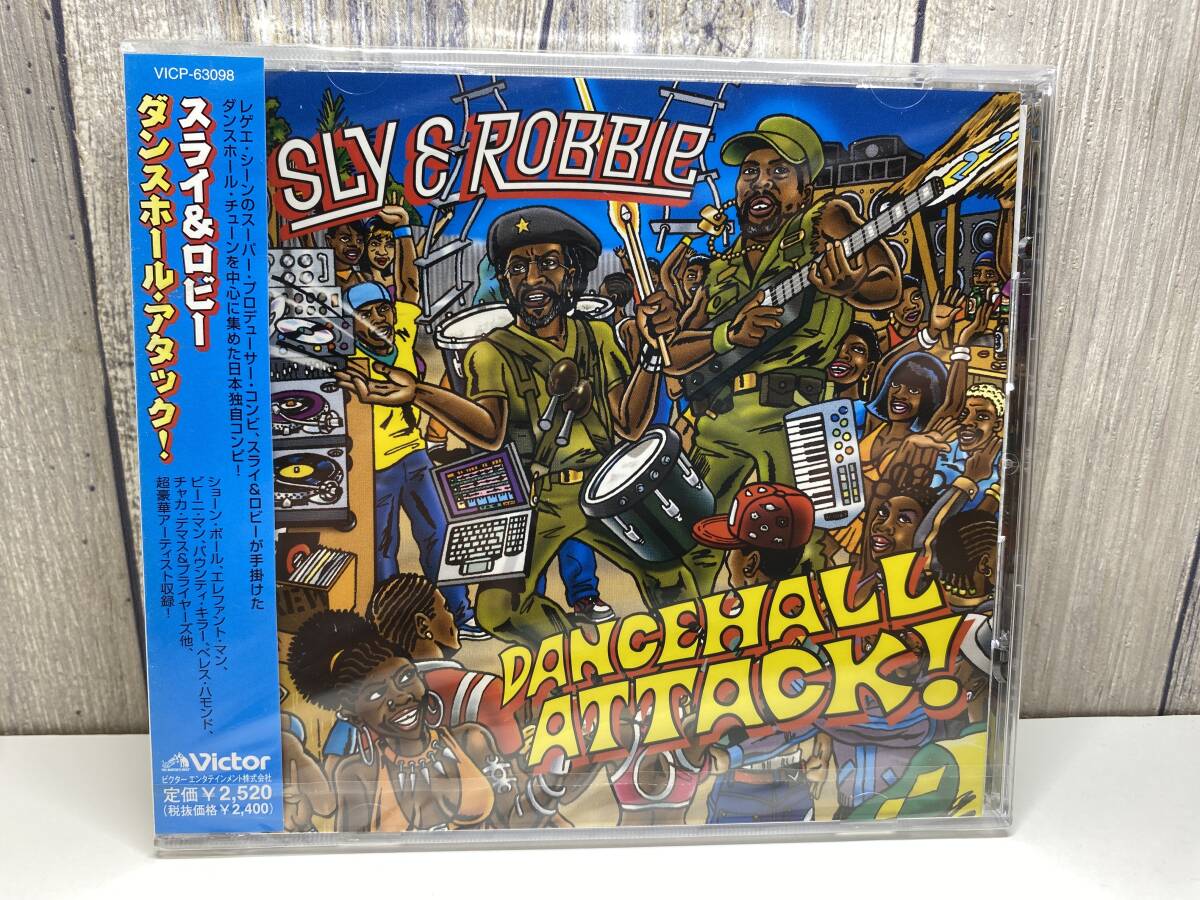 VICP-63098
スライ&ロビー
ダンスホール・アタック!
レゲエ・シーンのスーパー・プロデューサー・コンビ、スライ&ロビーが手掛けた
ダンスホール・チューンを中心に集めた日本独自コンピ!
ショーン・ポール、エレファント・マン、
ビーニ・マン、バウンティ・キラー、ベレス・ハモンド、
チャカ・デマス&プライヤーズ他、
超豪華アーティスト収録!
Victor
ビクターエンタテインメント株式会社
定価¥2,520
(税抜価格¥2,400)
SLY & ROBBIE
DANCEHALL
ATTACK!